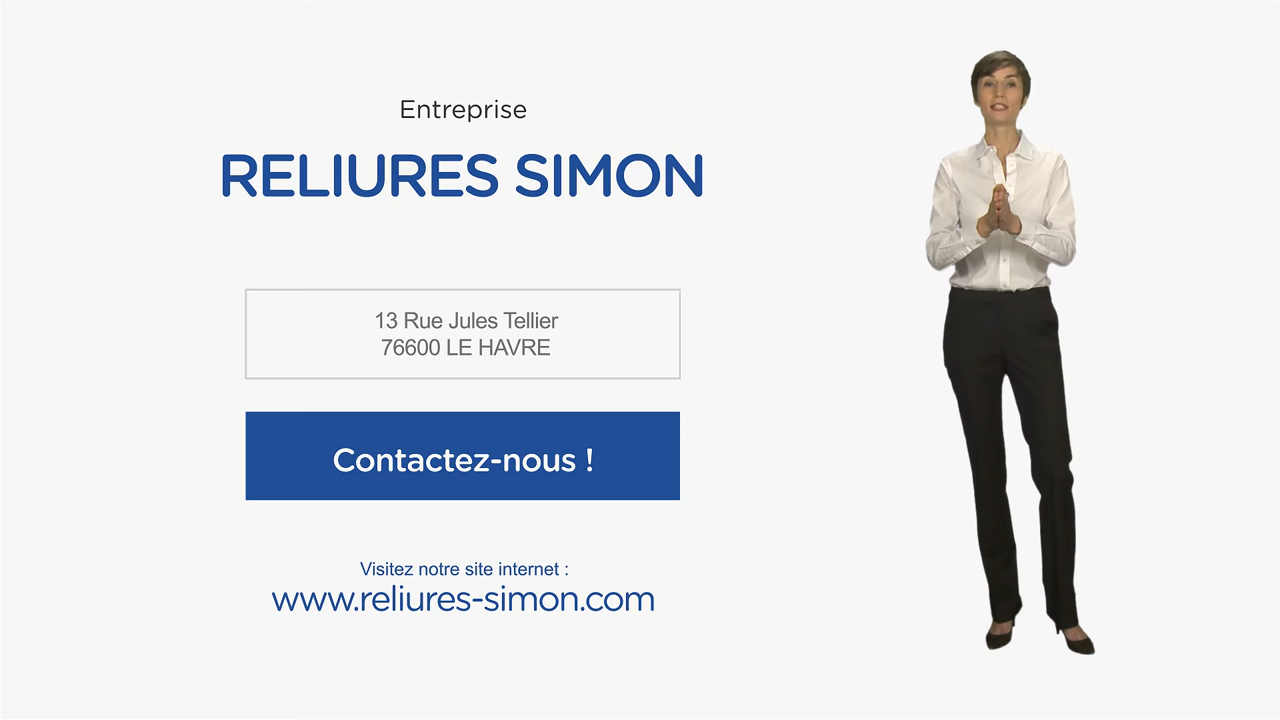 Entreprise
RELIURES SIMON
13 Rue Jules Tellier
76600 LE HAVRE
Contactez-nous !
Visitez notre site internet :
www.reliures-simon.com